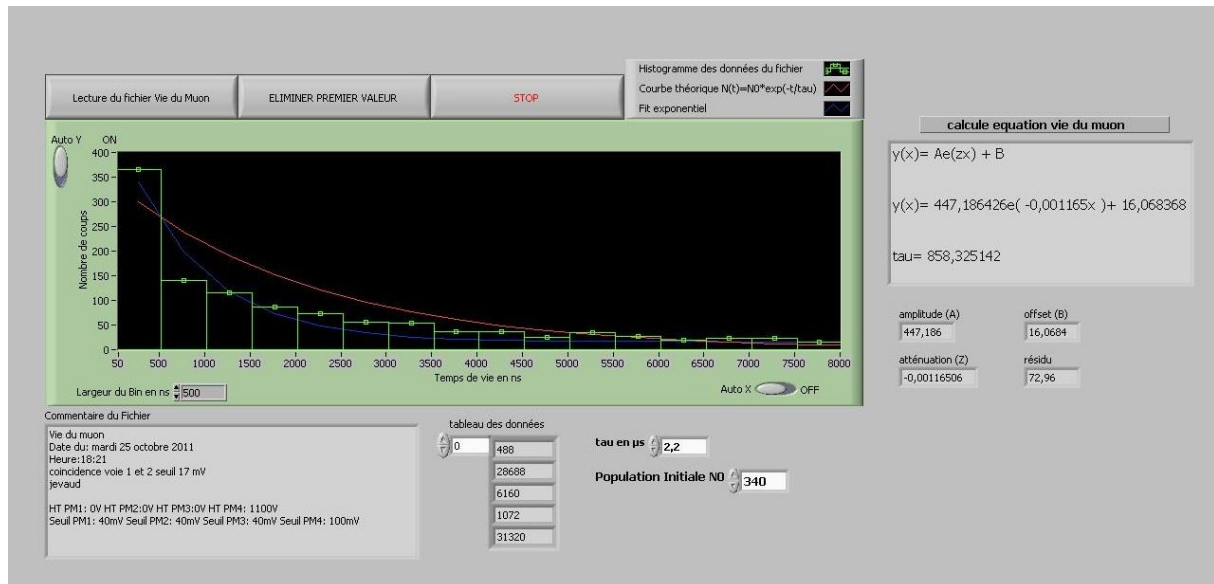 Histogramme des données du fichier
Courbe théorique N(t)=N0*exp(-t/tau)
Fit exponentiel
Lecture du fichier Vie du Muon
ELIMINER PREMIER VALEUR
STOP
Auto Y ON
400
350
300
250
200
150
100
50
0
Nombre de coups
50 500 1000 1500 2000 2500 3000 3500 4000 4500 5000 5500 6000 6500 7000 7500 8000
Temps de vie en ns
Largeur du Bin en ns 500
Auto X OFF
calcule equation vie du muon
y(x)= Ae(zx) + B
y(x)= 447,186426e( -0,001165x )+ 16,068368
tau= 858,325142
amplitude (A) offset (B)
447,186 16,0684
atténuation (Z) résidu
-0,00116506 72,96
Commentaire du Fichier
Vie du muon
Date du: mardi 25 octobre 2011
Heure:18:21
coincidence voie 1 et 2 seuil 17 mV
jevaud
HT PM1: 0V HT PM2:0V HT PM3:0V HT PM4: 1100V
Seuil PM1: 40mV Seuil PM2: 40mV Seuil PM3: 40mV Seuil PM4: 100mV
tableau des données
0
488
28688
6160
1072
31320
tau en µs 2,2
Population Initiale N0 340